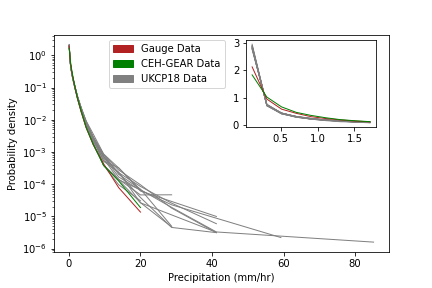 Gauge Data
CEH-GEAR Data
UKCP18 Data
3
2
1
0
0.5 1.0 1.5
10⁰
10⁻¹
10⁻²
10⁻³
10⁻⁴
10⁻⁵
10⁻⁶
Probability density
0 20 40 60 80
Precipitation (mm/hr)